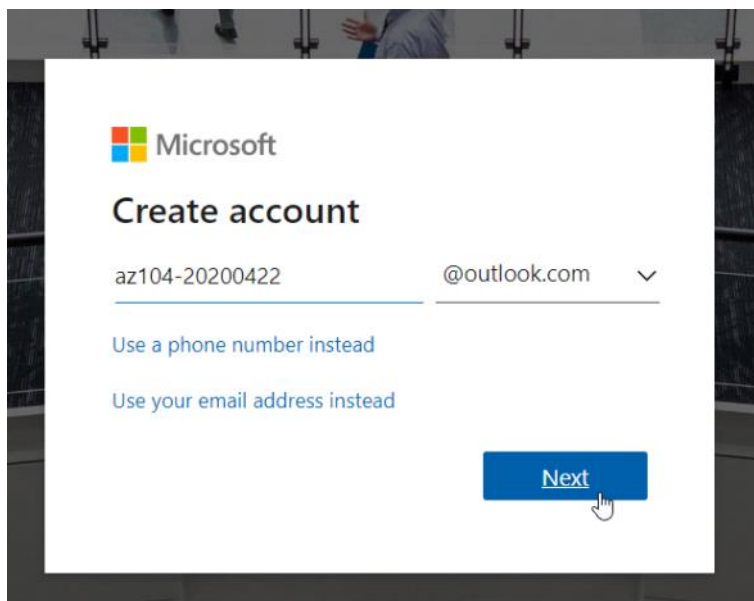 Microsoft
Create account
az104-20200422 @outlook.com
Use a phone number instead
Use your email address instead
Next